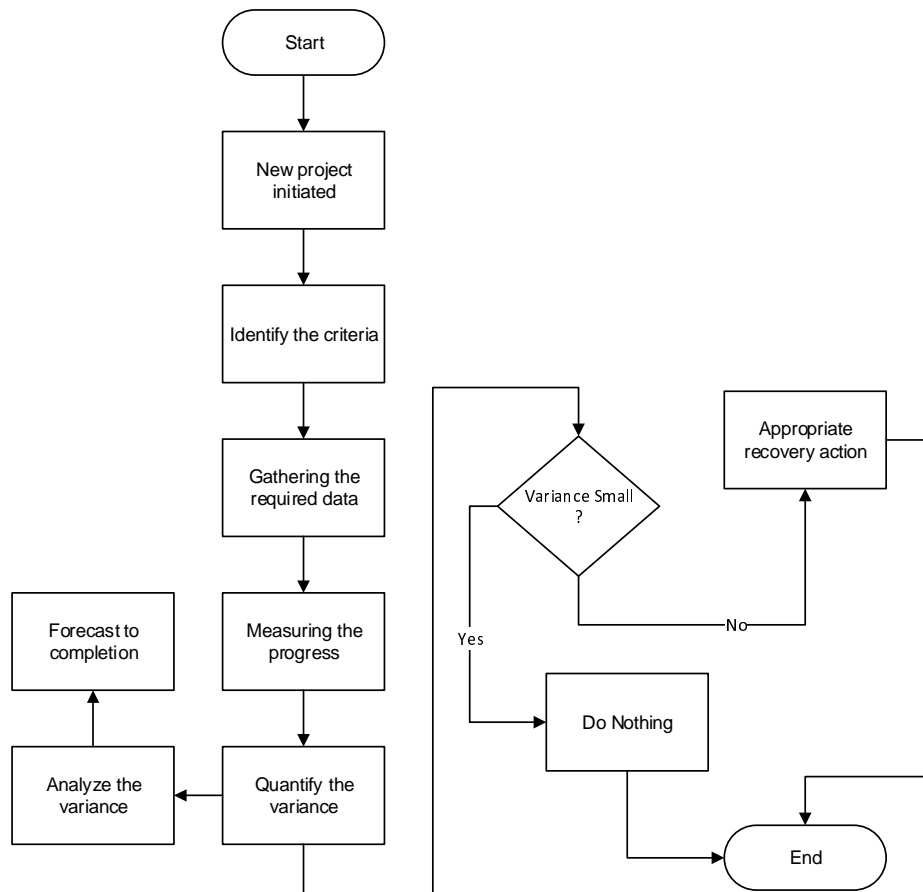 Start
New project
initiated
Identify the criteria
Gathering the
required data
Measuring the
progress
Quantify the
variance
Analyze the
variance
Forecast to
completion
Variance Small
?
Yes
No
Do Nothing
Appropriate
recovery action
End